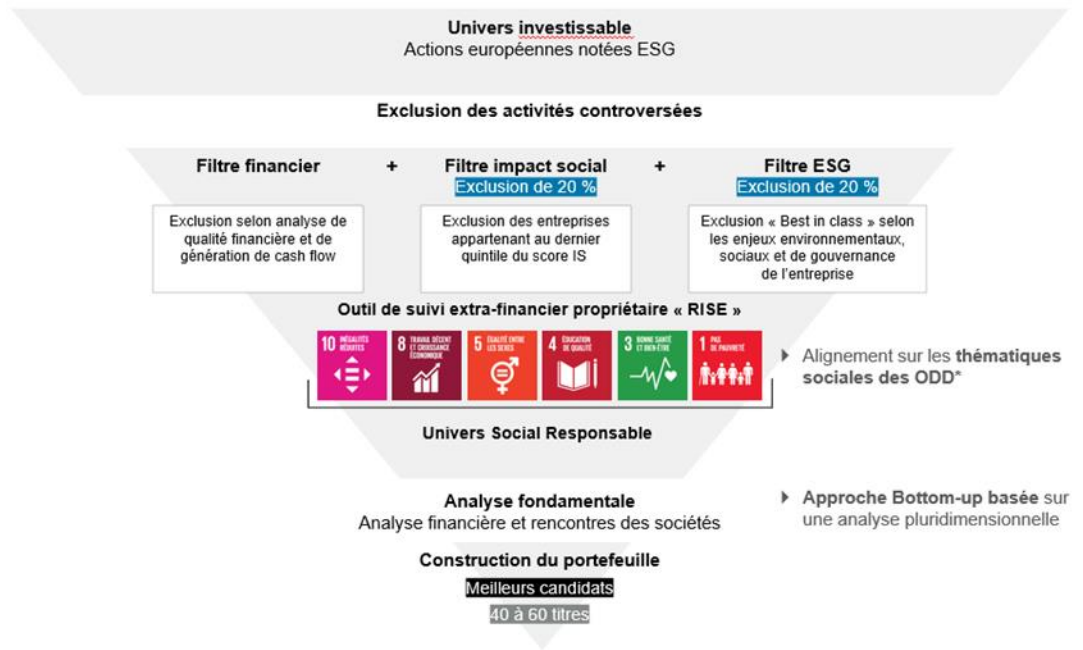 Univers investissable
Actions européennes notées ESG
Exclusion des activités controversées
Filtre financier + Filtre impact social + Filtre ESG
Exclusion de 20 %
Exclusion de 20 %
Exclusion selon analyse de
qualité financière et de
génération de cash flow
Exclusion des entreprises
appartenant au dernier
quintile du score IS
Exclusion « Best in class » selon
les enjeux environnementaux,
sociaux et de gouvernance
de l'entreprise
Outil de suivi extra-financier propriétaire « RISE »
10 INÉGALITÉS
RÉDUITES
8 TRAVAIL DÉCENT
ET CROISSANCE
ÉCONOMIQUE
5 ÉGALITÉ ENTRE
LES SEXES
4 ÉDUCATION
DE QUALITÉ
3 BONNE SANTÉ
ET BIEN-ÊTRE
1 PAS
DE PAUVRETÉ
Alignement sur les thématiques
sociales des ODD*
Univers Social Responsable
Analyse fondamentale
Analyse financière et rencontres des sociétés
Approche Bottom-up basée sur
une analyse pluridimensionnelle
Construction du portefeuille
Meilleurs candidats
40 à 60 titres